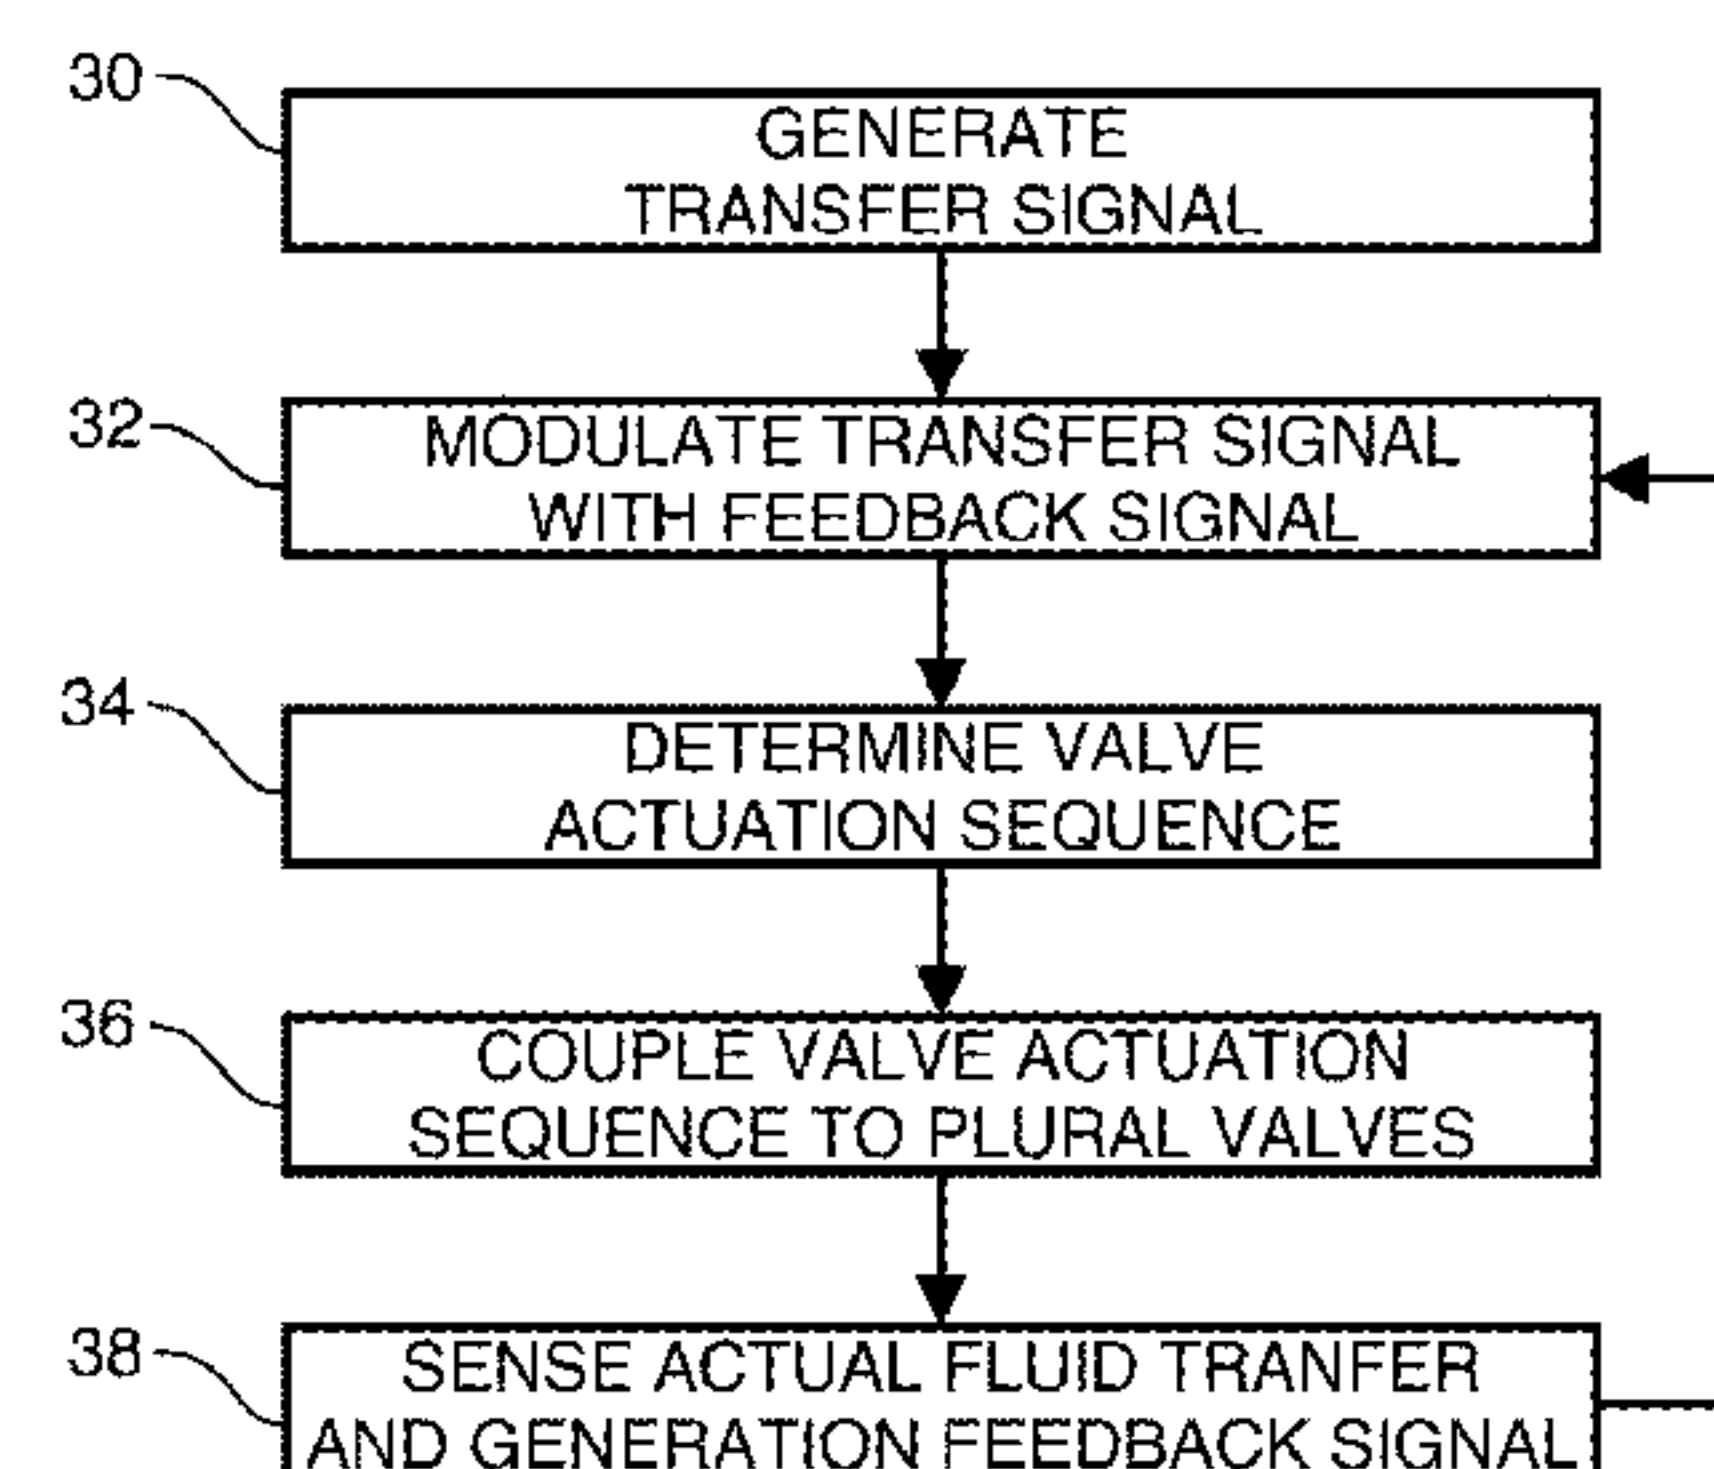 30
GENERATE
TRANSFER SIGNAL
32
MODULATE TRANSFER SIGNAL
WITH FEEDBACK SIGNAL
34
DETERMINE VALVE
ACTUATION SEQUENCE
36
COUPLE VALVE ACTUATION
SEQUENCE TO PLURAL VALVES
38
SENSE ACTUAL FLUID TRANFER
AND GENERATION FEEDBACK SIGNAL